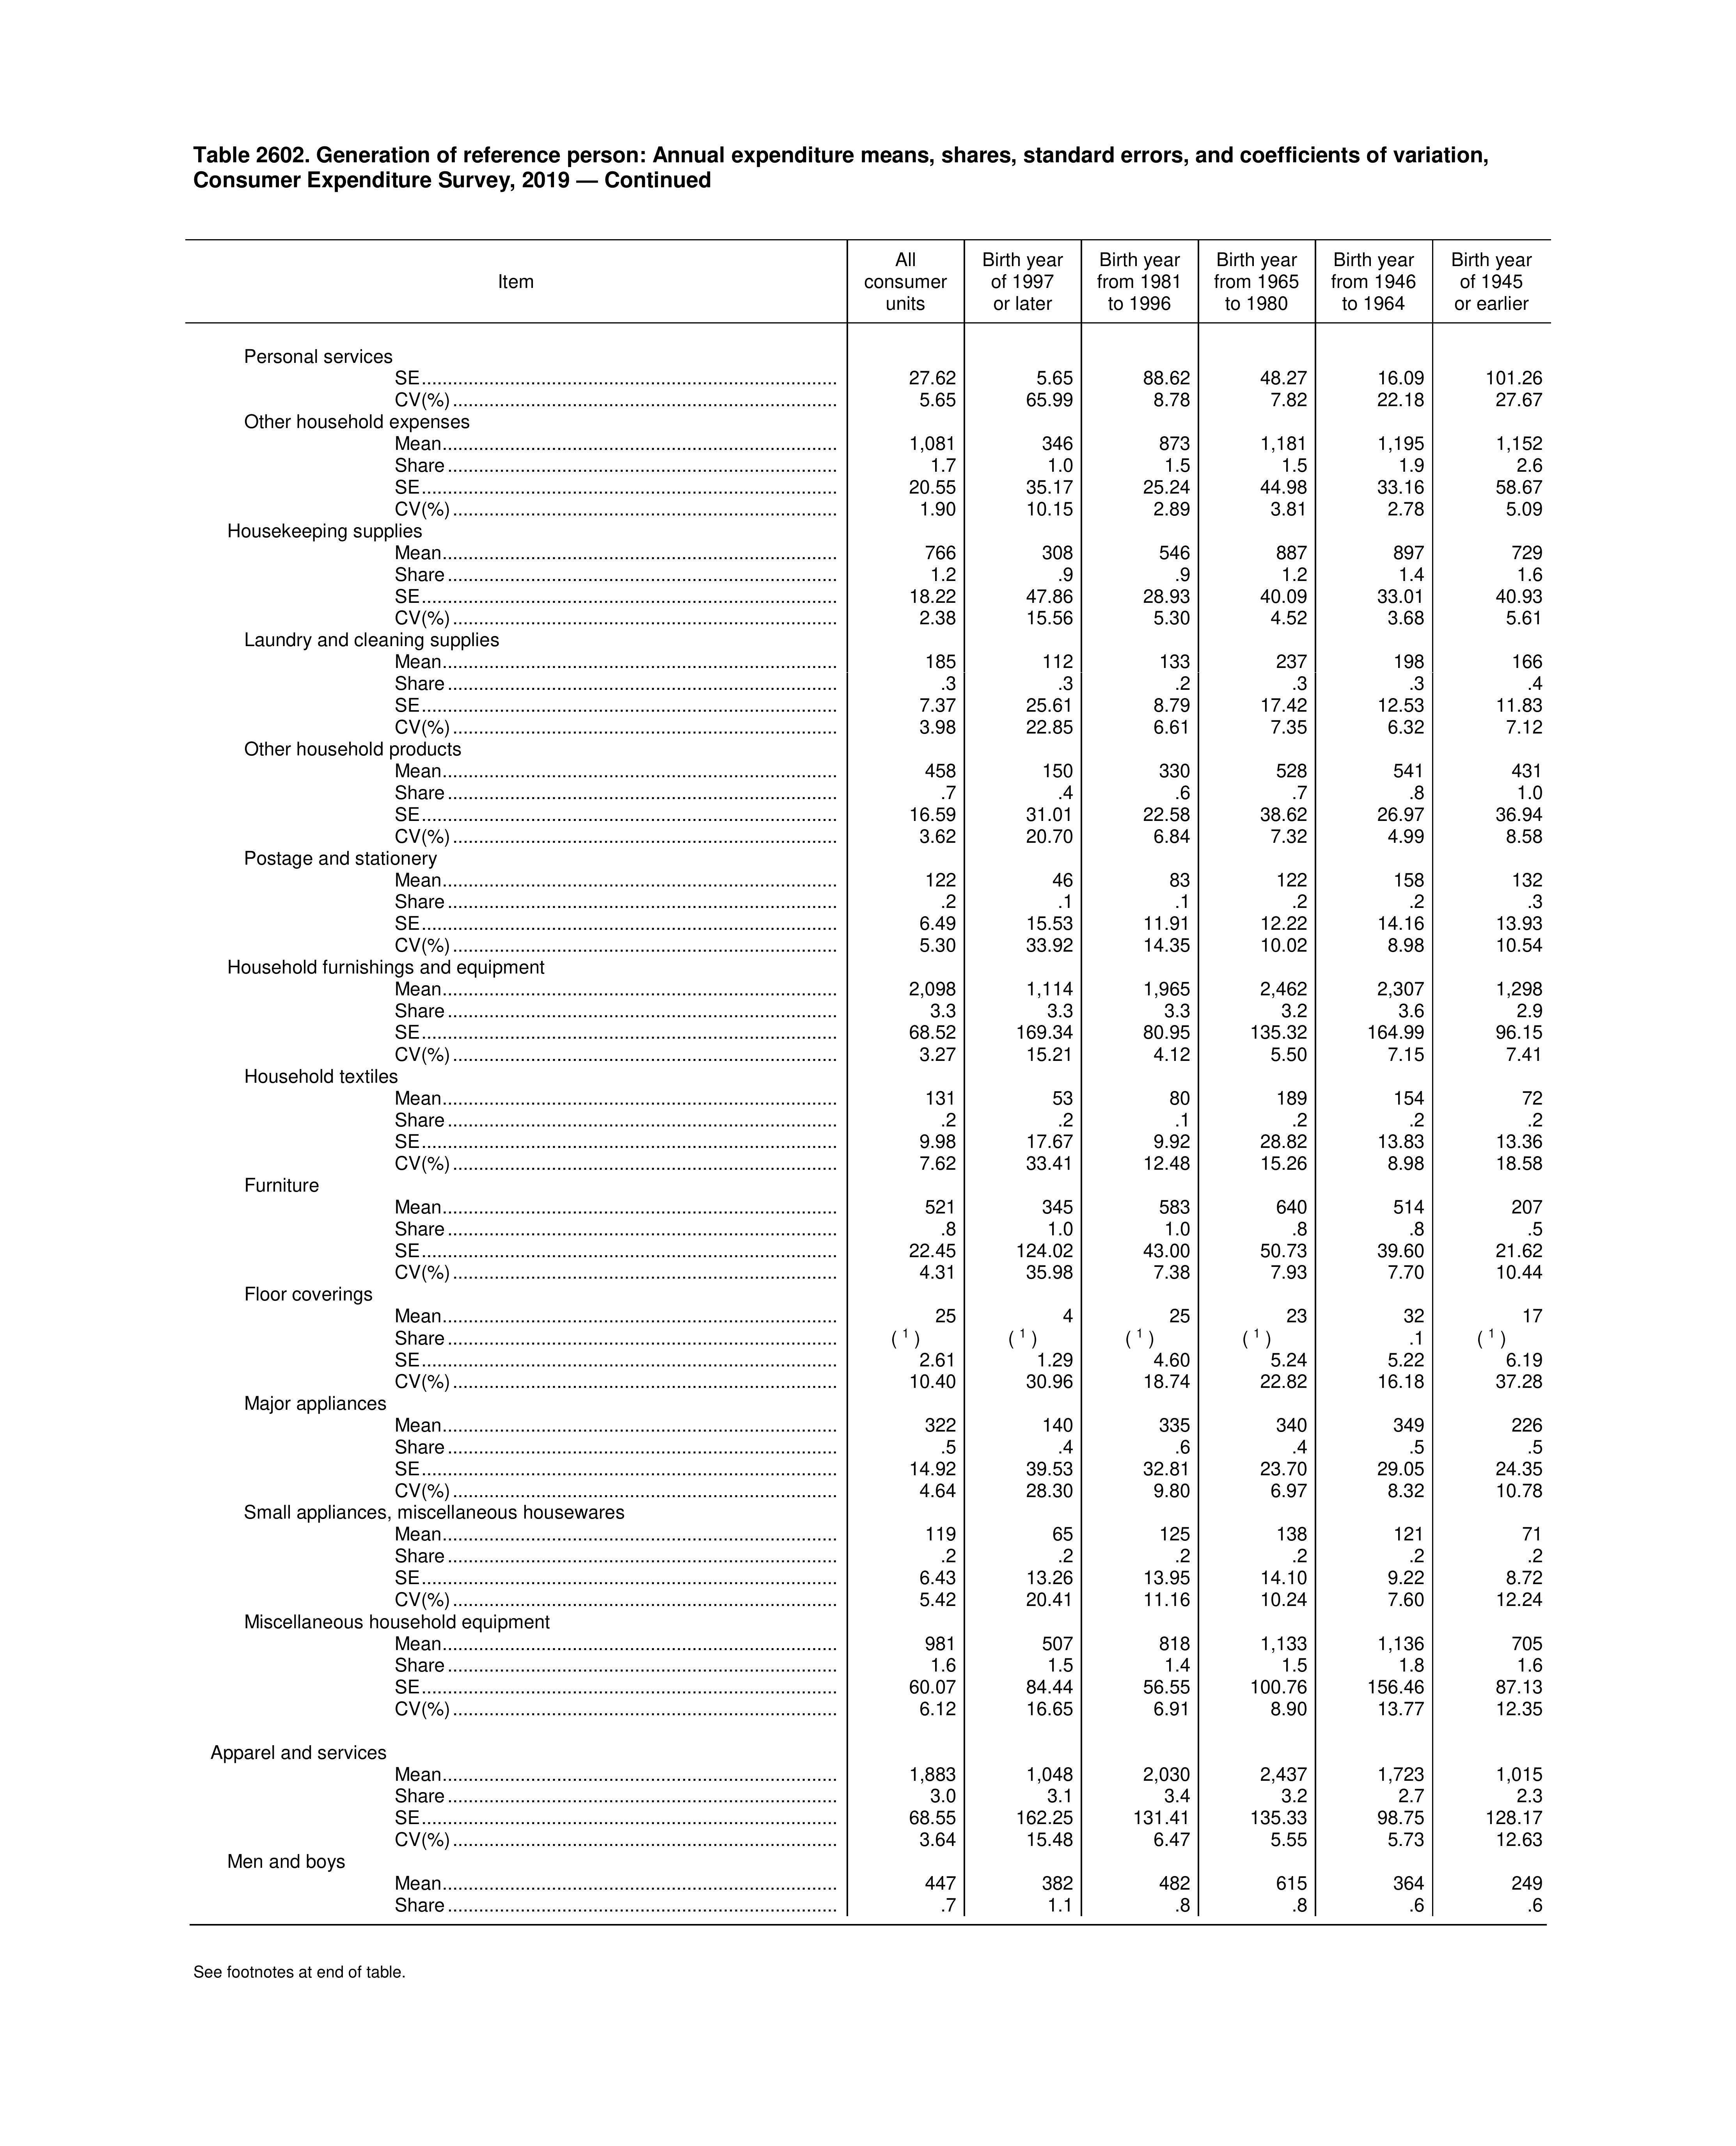 Table 2602. Generation of reference person: Annual expenditure means, shares, standard errors, and coefficients of variation,
Consumer Expenditure Survey, 2019 — Continued
Item
All consumer units
Birth year of 1997 or later
Birth year from 1981 to 1996
Birth year from 1965 to 1980
Birth year from 1946 to 1964
Birth year of 1945 or earlier
Personal services
SE 27.62 5.65 88.62 48.27 16.09 101.26
CV(%) 5.65 65.99 8.78 7.82 22.18 27.67
Other household expenses
Mean 1,081 346 873 1,181 1,195 1,152
Share 1.7 1.0 1.5 1.5 1.9 2.6
SE 20.55 35.17 25.24 44.98 33.16 58.67
CV(%) 1.90 10.15 2.89 3.81 2.78 5.09
Housekeeping supplies
Mean 766 308 546 887 897 729
Share 1.2 .9 .9 1.2 1.4 1.6
SE 18.22 47.86 28.93 40.09 33.01 40.93
CV(%) 2.38 15.56 5.30 4.52 3.68 5.61
Laundry and cleaning supplies
Mean 185 112 133 237 198 166
Share .3 .3 .2 .3 .3 .4
SE 7.37 25.61 8.79 17.42 12.53 11.83
CV(%) 3.98 22.85 6.61 7.35 6.32 7.12
Other household products
Mean 458 150 330 528 541 431
Share .7 .4 .6 .7 .8 1.0
SE 16.59 31.01 22.58 38.62 26.97 36.94
CV(%) 3.62 20.70 6.84 7.32 4.99 8.58
Postage and stationery
Mean 122 46 83 122 158 132
Share .2 .1 .1 .2 .2 .3
SE 6.49 15.53 11.91 12.22 14.16 13.93
CV(%) 5.30 33.92 14.35 10.02 8.98 10.54
Household furnishings and equipment
Mean 2,098 1,114 1,965 2,462 2,307 1,298
Share 3.3 3.3 3.3 3.2 3.6 2.9
SE 68.52 169.34 80.95 135.32 164.99 96.15
CV(%) 3.27 15.21 4.12 5.50 7.15 7.41
Household textiles
Mean 131 53 80 189 154 72
Share .2 .2 .1 .2 .2 .2
SE 9.98 17.67 9.92 28.82 13.83 13.36
CV(%) 7.62 33.41 12.48 15.26 8.98 18.58
Furniture
Mean 521 345 583 640 514 207
Share .8 1.0 1.0 .8 .8 .5
SE 22.45 124.02 43.00 50.73 39.60 21.62
CV(%) 4.31 35.98 7.38 7.93 7.70 10.44
Floor coverings
Mean 25 4 25 23 32 17
Share ( 1 ) ( 1 ) ( 1 ) ( 1 ) .1 ( 1 )
SE 2.61 1.29 4.60 5.24 5.22 6.19
CV(%) 10.40 30.96 18.74 22.82 16.18 37.28
Major appliances
Mean 322 140 335 340 349 226
Share .5 .4 .6 .4 .5 .5
SE 14.92 39.53 32.81 23.70 29.05 24.35
CV(%) 4.64 28.30 9.80 6.97 8.32 10.78
Small appliances, miscellaneous housewares
Mean 119 65 125 138 121 71
Share .2 .2 .2 .2 .2 .2
SE 6.43 13.26 13.95 14.10 9.22 8.72
CV(%) 5.42 20.41 11.16 10.24 7.60 12.24
Miscellaneous household equipment
Mean 981 507 818 1,133 1,136 705
Share 1.6 1.5 1.4 1.5 1.8 1.6
SE 60.07 84.44 56.55 100.76 156.46 87.13
CV(%) 6.12 16.65 6.91 8.90 13.77 12.35
Apparel and services
Mean 1,883 1,048 2,030 2,437 1,723 1,015
Share 3.0 3.1 3.4 3.2 2.7 2.3
SE 68.55 162.25 131.41 135.33 98.75 128.17
CV(%) 3.64 15.48 6.47 5.55 5.73 12.63
Men and boys
Mean 447 382 482 615 364 249
Share .7 1.1 .8 .8 .6 .6
See footnotes at end of table.